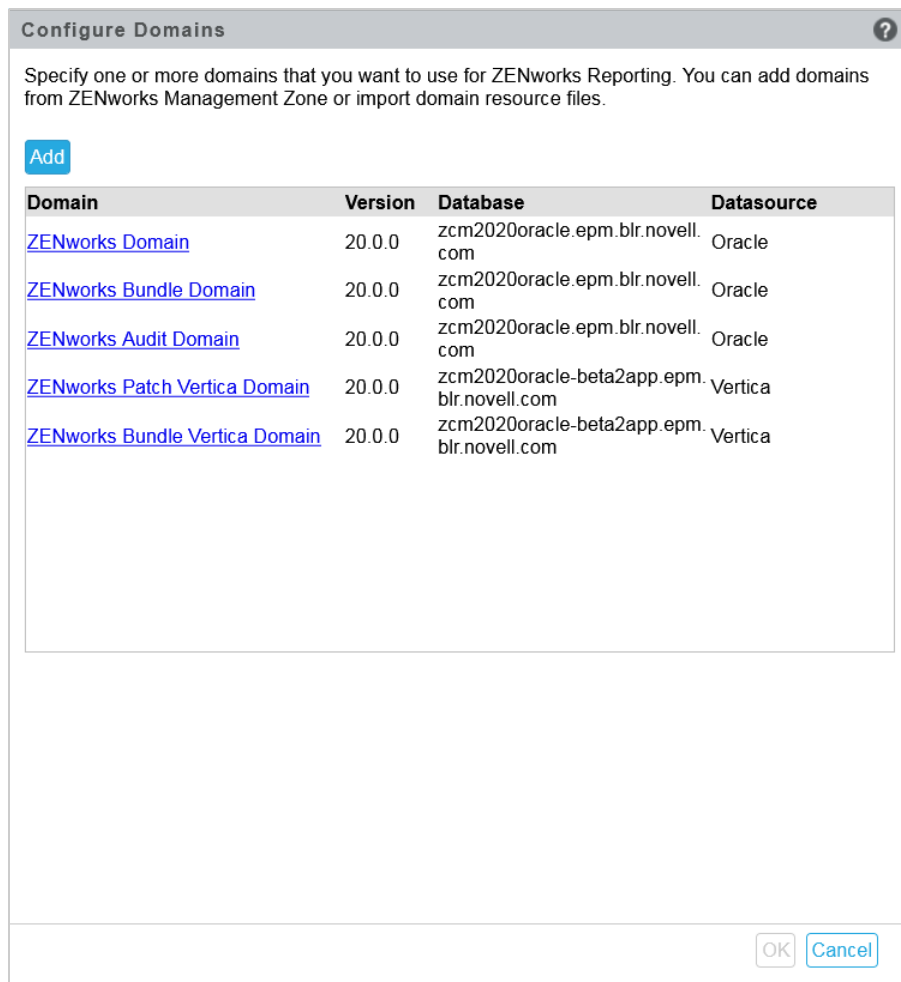 Configure Domains
?
Specify one or more domains that you want to use for ZENworks Reporting. You can add domains
from ZENworks Management Zone or import domain resource files.
Add
Domain Version Database Datasource
ZENworks Domain 20.0.0 zcm2020oracle.epm.blr.novell. Oracle
com
ZENworks Bundle Domain 20.0.0 zcm2020oracle.epm.blr.novell. Oracle
com
ZENworks Audit Domain 20.0.0 zcm2020oracle.epm.blr.novell. Oracle
com
ZENworks Patch Vertica Domain 20.0.0 zcm2020oracle-beta2app.epm. Vertica
blr.novell.com
ZENworks Bundle Vertica Domain 20.0.0 zcm2020oracle-beta2app.epm. Vertica
blr.novell.com
OK Cancel